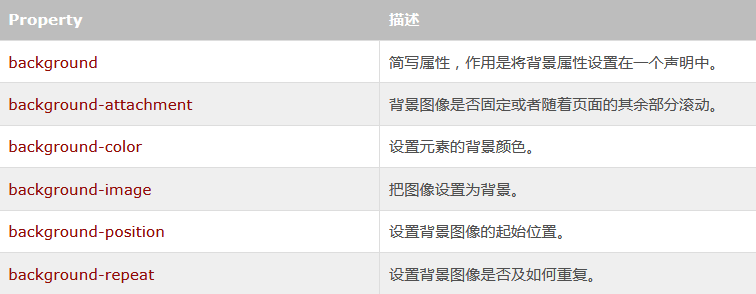 Property 描述
background 简写属性，作用是将背景属性设置在一个声明中。
background-attachment 背景图像是否固定或者随着页面的其余部分滚动。
background-color 设置元素的背景颜色。
background-image 把图像设置为背景。
background-position 设置背景图像的起始位置。
background-repeat 设置背景图像是否及如何重复。